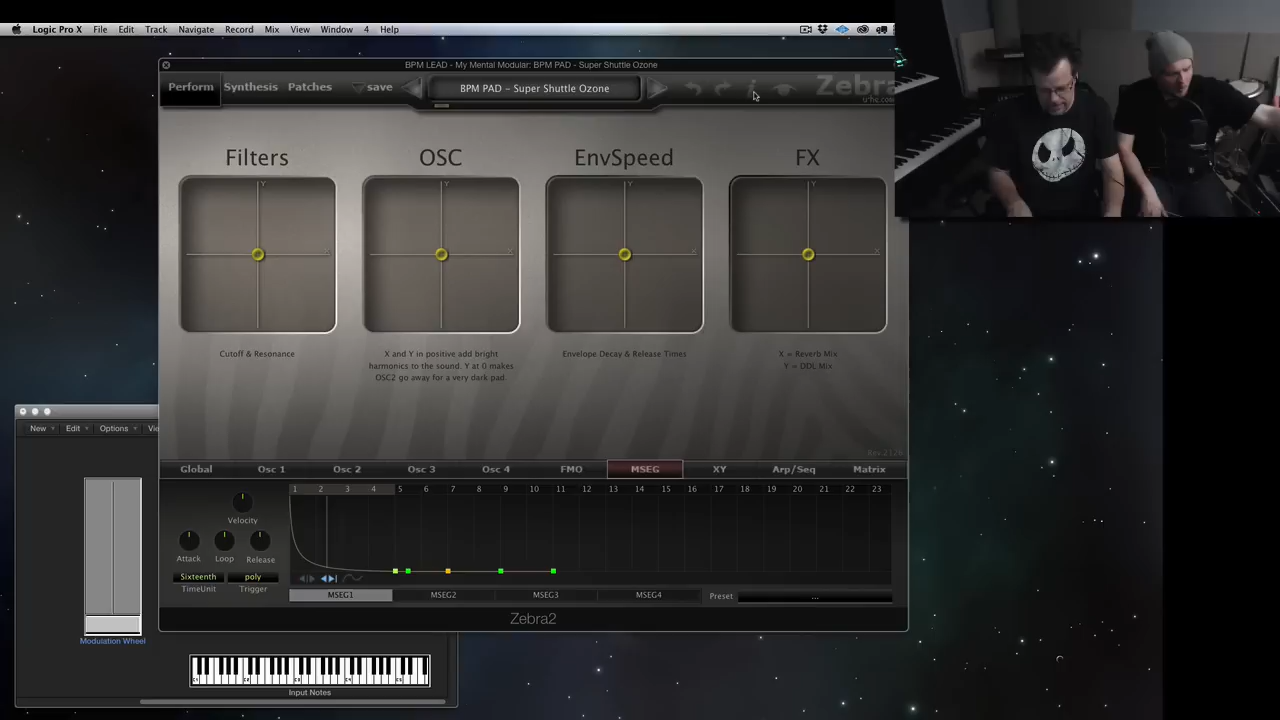 Logic Pro X File Edit Track Navigate Record Mix View Window 4 Help
BPM LEAD - My Mental Modular: BPM PAD - Super Shuttle Ozone
Perform Synthesis Patches save BPM PAD - Super Shuttle Ozone Zebra
u-he.com
Filters OSC EnvSpeed FX
Y Y Y Y
X X X X
Cutoff & Resonance
X and Y in positive add bright
harmonics to the sound. Y at 0 makes
OSC2 go away for a very dark pad.
Envelope Decay & Release Times
X = Reverb Mix
Y = DDL Mix
New Edit Options
Global Osc 1 Osc 2 Osc 3 Osc 4 FMO MSEG XY Arp/Seq Matrix
1 2 3 4 5 6 7 8 9 10 11 12 13 14 15 16 17 18 19 20 21 22 23
Velocity
Attack Loop Release
Sixteenth poly
TimeUnit Trigger
MSEG1 MSEG2 MSEG3 MSEG4 Preset ...
Zebra2
Modulation Wheel
Input Notes